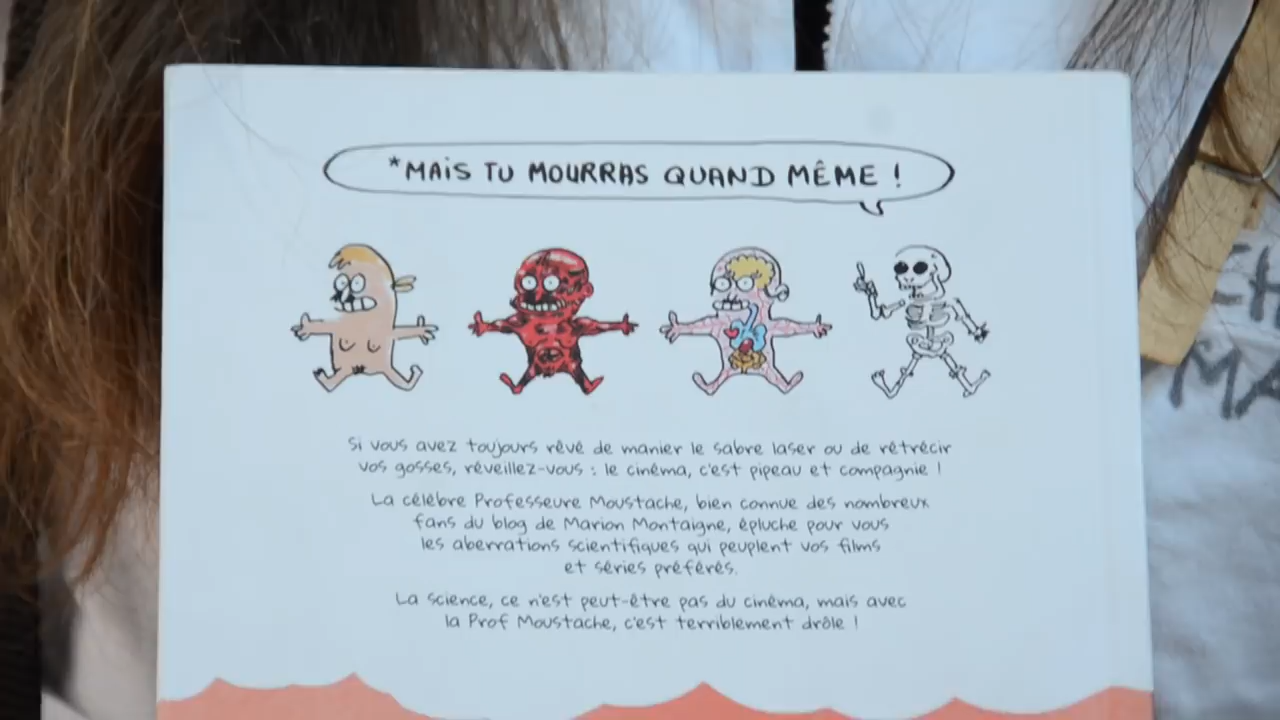 *MAIS TU MOURRAS QUAND MÊME !
Si vous avez toujours rêvé de manier le sabre laser ou de rétrécir
vos gosses, réveillez-vous : le cinéma, c'est pipeau et compagnie !
La célèbre Professeure Moustache, bien connue des nombreux
fans du blog de Marion Montaigne, épluche pour vous
les aberrations scientifiques qui peuplent vos films
et séries préférés.
La science, ce n'est peut-être pas du cinéma, mais avec
la Prof Moustache, c'est terriblement drôle !